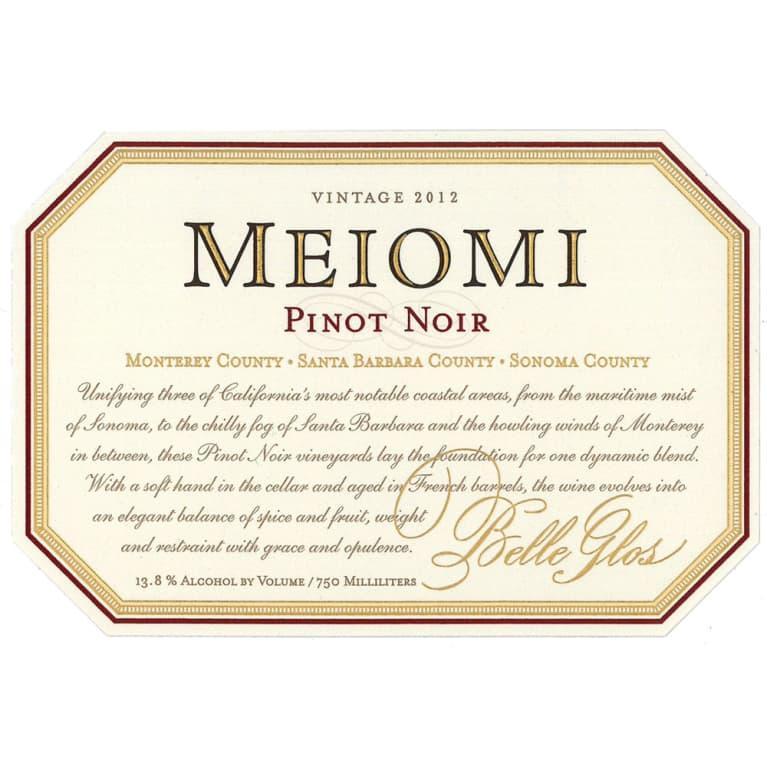 VINTAGE 2012
MEIOMI
PINOT NOIR
MONTEREY COUNTY • SANTA BARBARA COUNTY • SONOMA COUNTY
Unifying three of California's most notable coastal areas, from the maritime mist
of Sonoma, to the chilly fog of Santa Barbara and the howling winds of Monterey
in between, these Pinot Noir vineyards lay the foundation for one dynamic blend.
With a soft hand in the cellar and aged in French barrels, the wine evolves into
an elegant balance of spice and fruit, weight
and restraint with grace and opulence.
Belle Glos
13.8 % ALCOHOL BY VOLUME / 750 MILLILITERS